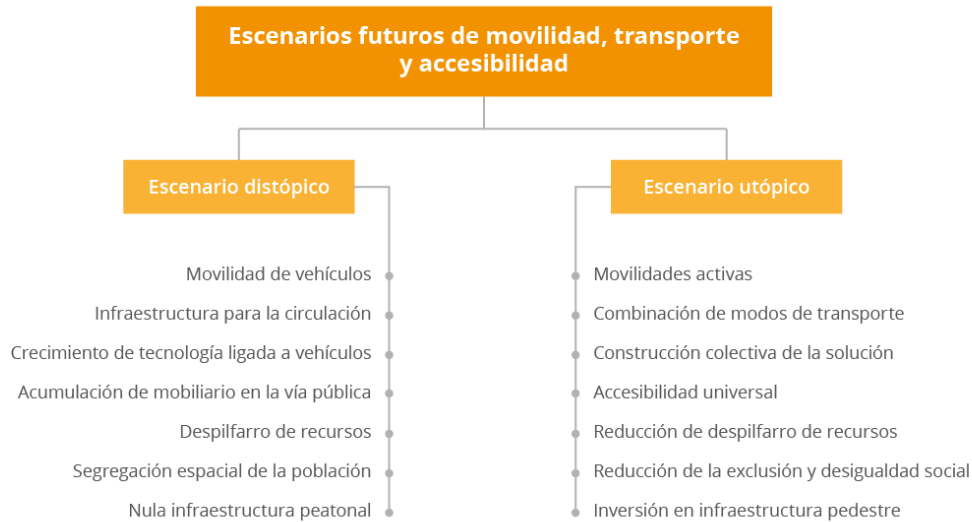 Escenarios futuros de movilidad, transporte
y accesibilidad
Escenario distópico
Movilidad de vehículos
Infraestructura para la circulación
Crecimiento de tecnología ligada a vehículos
Acumulación de mobiliario en la vía pública
Despilfarro de recursos
Segregación espacial de la población
Nula infraestructura peatonal
Escenario utópico
Movilidades activas
Combinación de modos de transporte
Construcción colectiva de la solución
Accesibilidad universal
Reducción de despilfarro de recursos
Reducción de la exclusión y desigualdad social
Inversión en infraestructura pedestre